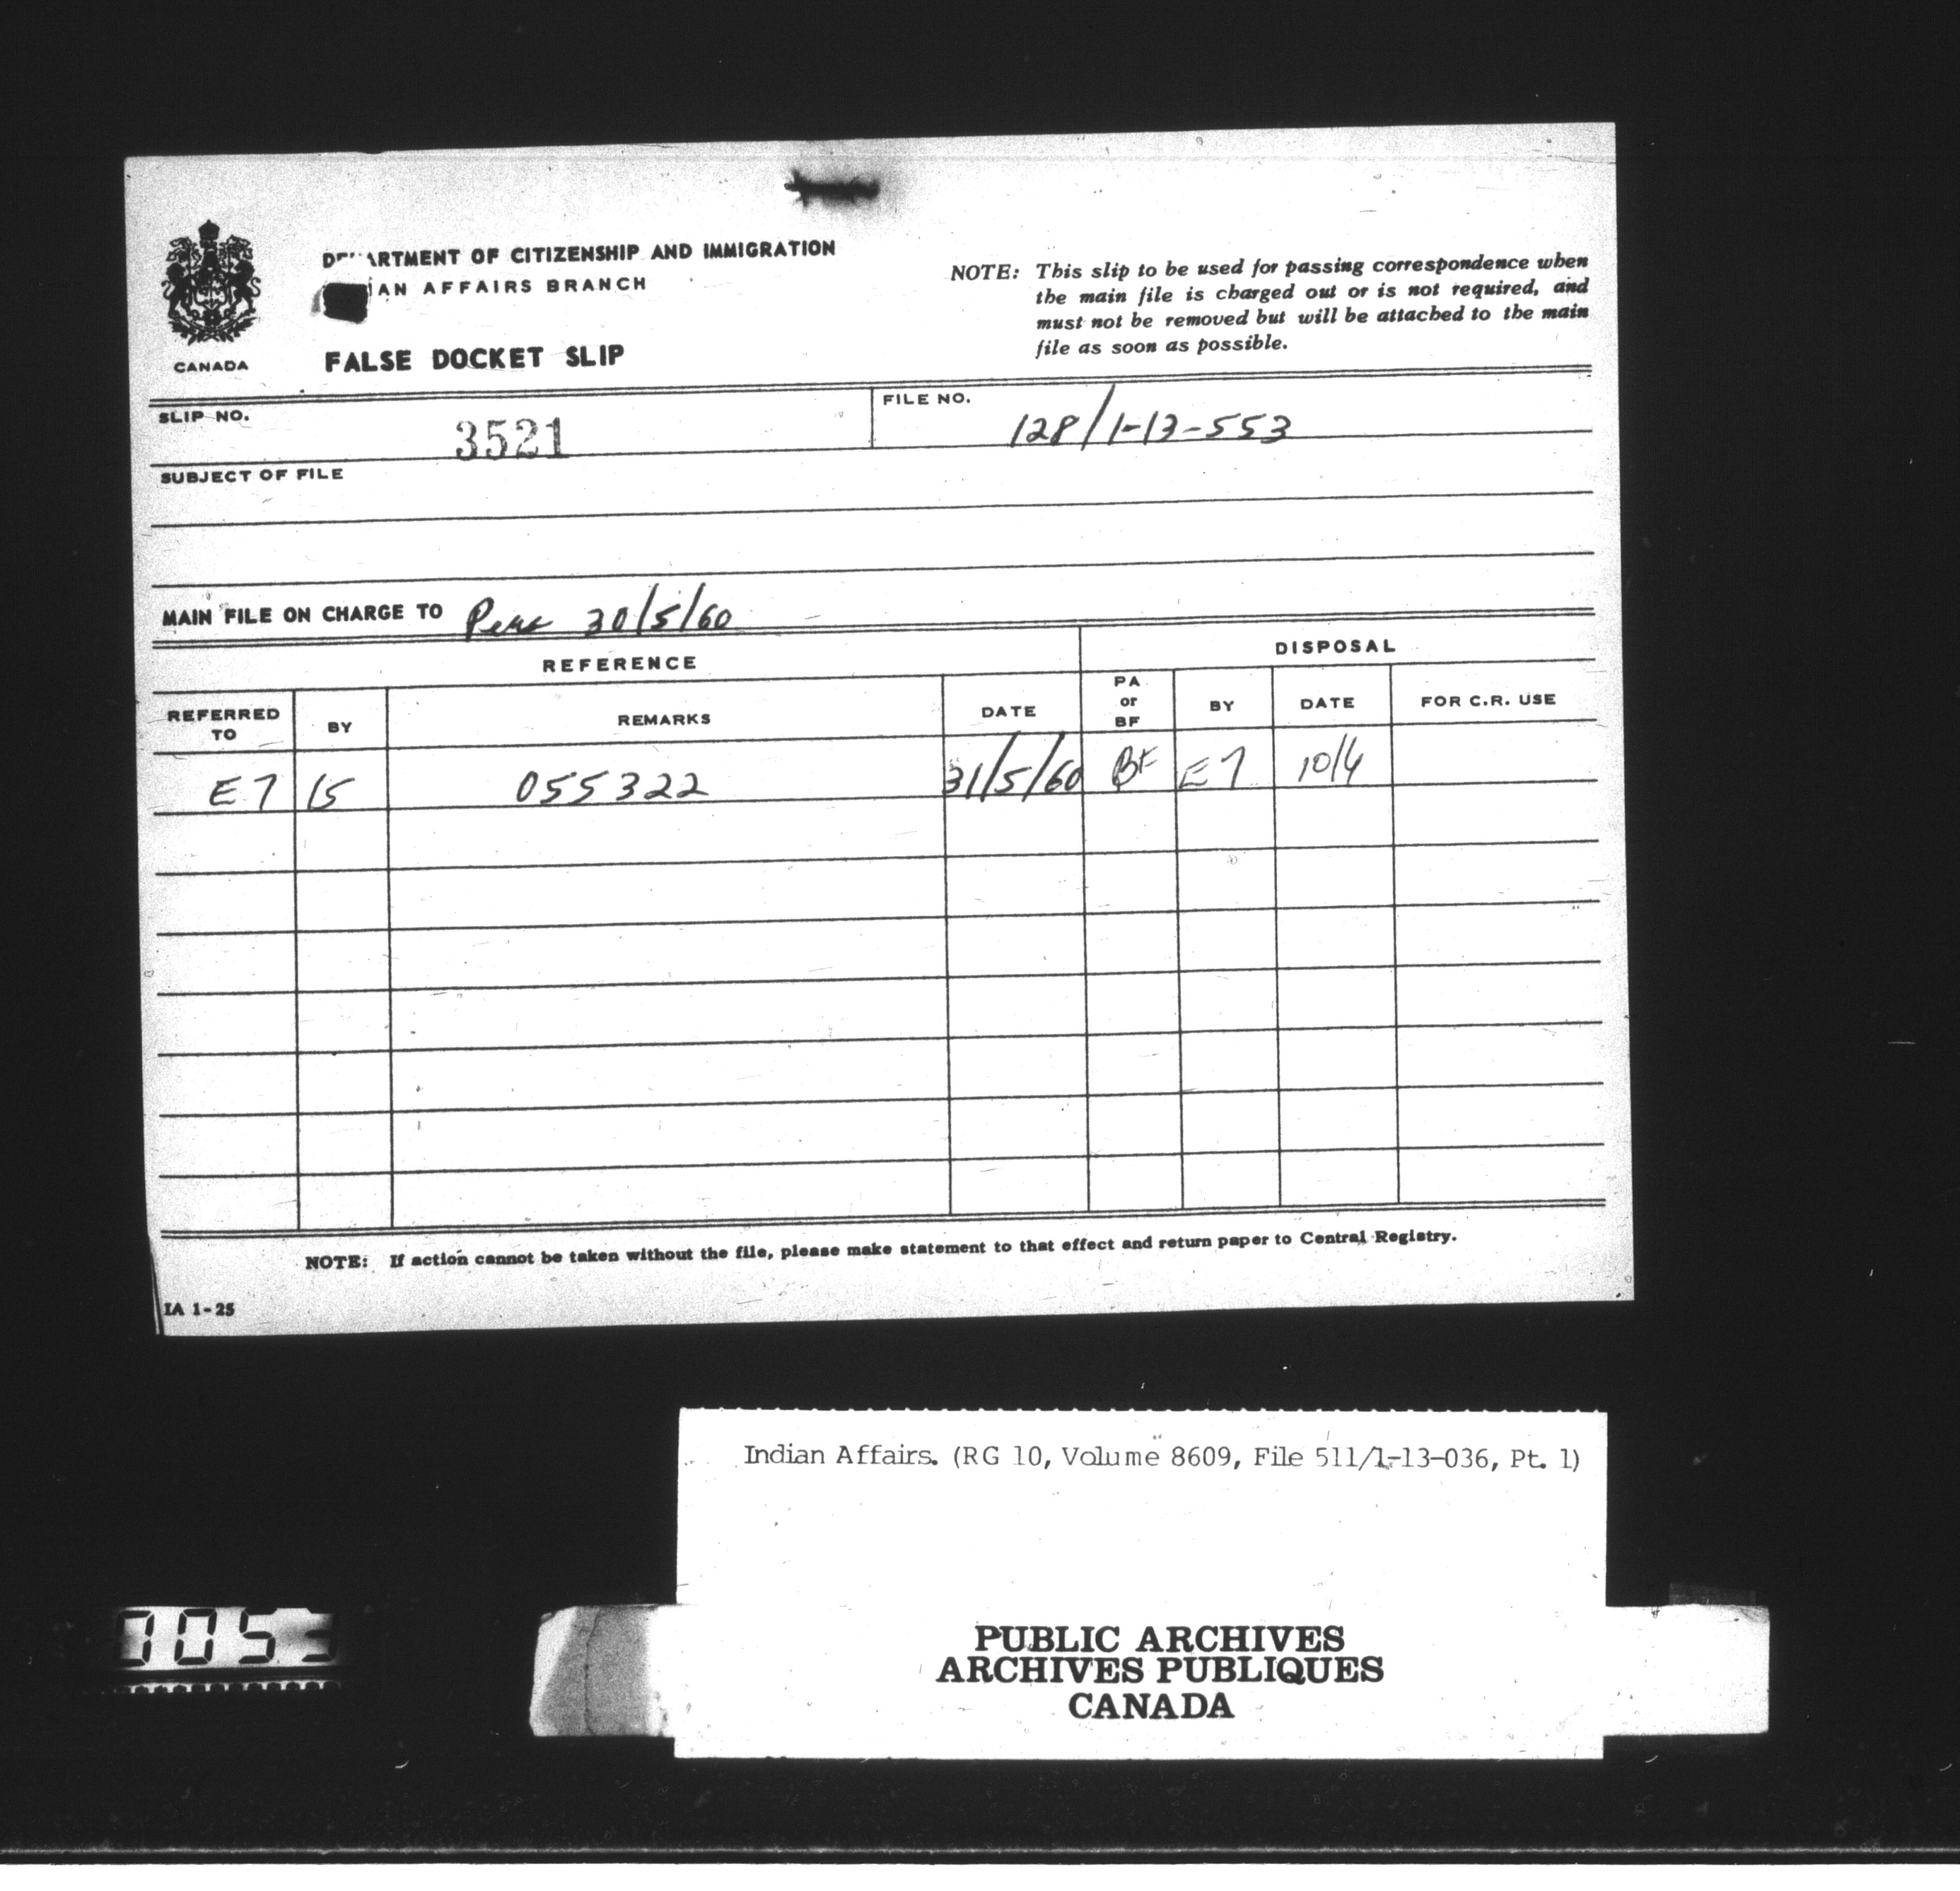 DEPARTMENT OF CITIZENSHIP AND IMMIGRATION
IAN AFFAIRS BRANCH
FALSE DOCKET SLIP
CANADA
NOTE: This slip to be used for passing correspondence when
the main file is charged out or is not required, and
must not be removed but will be attached to the main
file as soon as possible.
SLIP NO. 3521
FILE NO. 128/1-13-553
SUBJECT OF FILE
MAIN FILE ON CHARGE TO 30/5/60
REFERENCE DISPOSAL
REFERRED TO BY REMARKS DATE PA or BF BY DATE FOR C.R. USE
E7 15 055322 31/5/60 BF E7 10/4
NOTE: If action cannot be taken without the file, please make statement to that effect and return paper to Central Registry.
IA 1-25
Indian Affairs. (RG 10, Volume 8609, File 511/1-13-036, Pt. 1)
PUBLIC ARCHIVES
ARCHIVES PUBLIQUES
CANADA